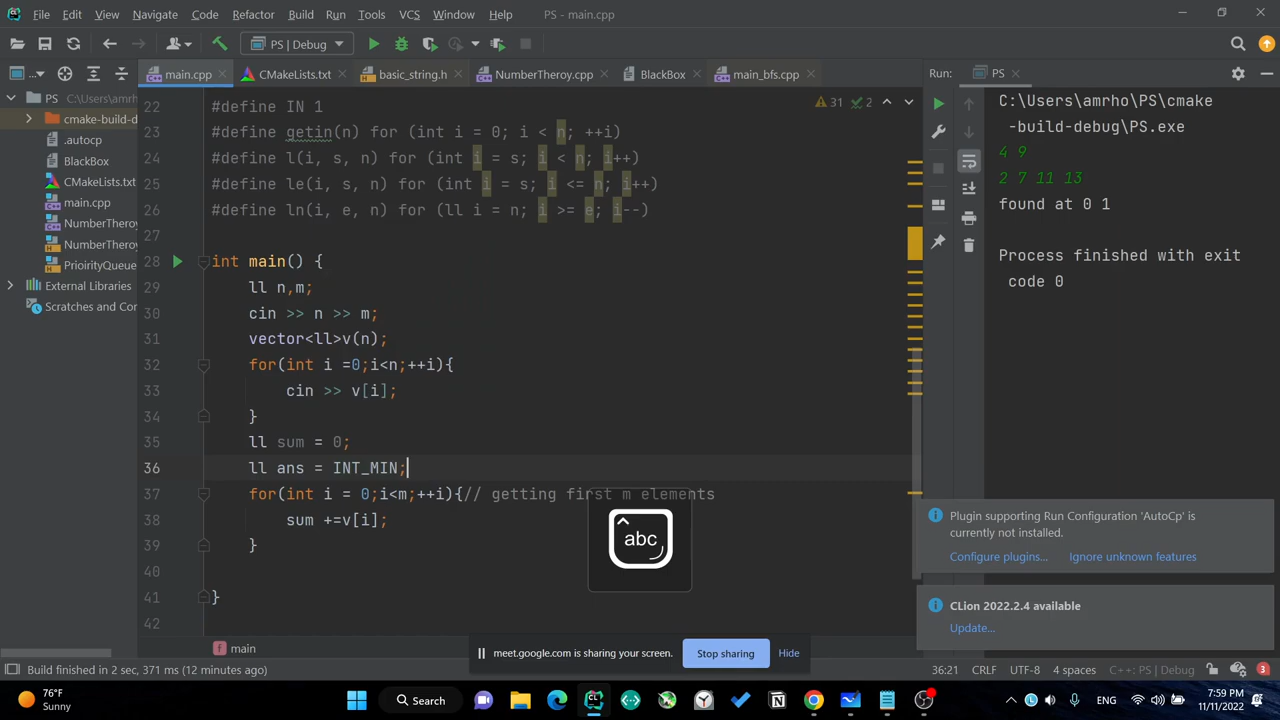 File Edit View Navigate Code Refactor Build Run Tools VCS Window Help PS - main.cpp
PS | Debug
main.cpp CMakeLists.txt basic_string.h NumberTheroy.cpp BlackBox main_bfs.cpp Run: PS
PS C:\Users\amrho
cmake-build-d
.autocp
BlackBox
CMakeLists.txt
main.cpp
NumberTheroy
NumberTheroy
PrioirityQueue
External Libraries
Scratches and Cor
31 2
22 #define IN 1
23 #define getin(n) for (int i = 0; i < n; ++i)
24 #define l(i, s, n) for (int i = s; i < n; i++)
25 #define le(i, s, n) for (int i = s; i <= n; i++)
26 #define ln(i, e, n) for (ll i = n; i >= e; i--)
27
28 int main() {
29 ll n,m;
30 cin >> n >> m;
31 vector<ll>v(n);
32 for(int i =0;i<n;++i){
33 cin >> v[i];
34 }
35 ll sum = 0;
36 ll ans = INT_MIN;
37 for(int i = 0;i<m;++i){// getting first m elements
38 sum +=v[i];
39 }
40
41 }
42
abc
main
C:\Users\amrho\PS\cmake
-build-debug\PS.exe
4 9
2 7 11 13
found at 0 1
Process finished with exit
code 0
Plugin supporting Run Configuration 'AutoCp' is
currently not installed.
Configure plugins... Ignore unknown features
CLion 2022.2.4 available
Update...
meet.google.com is sharing your screen. Stop sharing Hide
Build finished in 2 sec, 371 ms (12 minutes ago) 36:21 CRLF UTF-8 4 spaces C++: PS | Debug 3
76°F
Sunny
Search
ENG
7:59 PM
11/11/2022